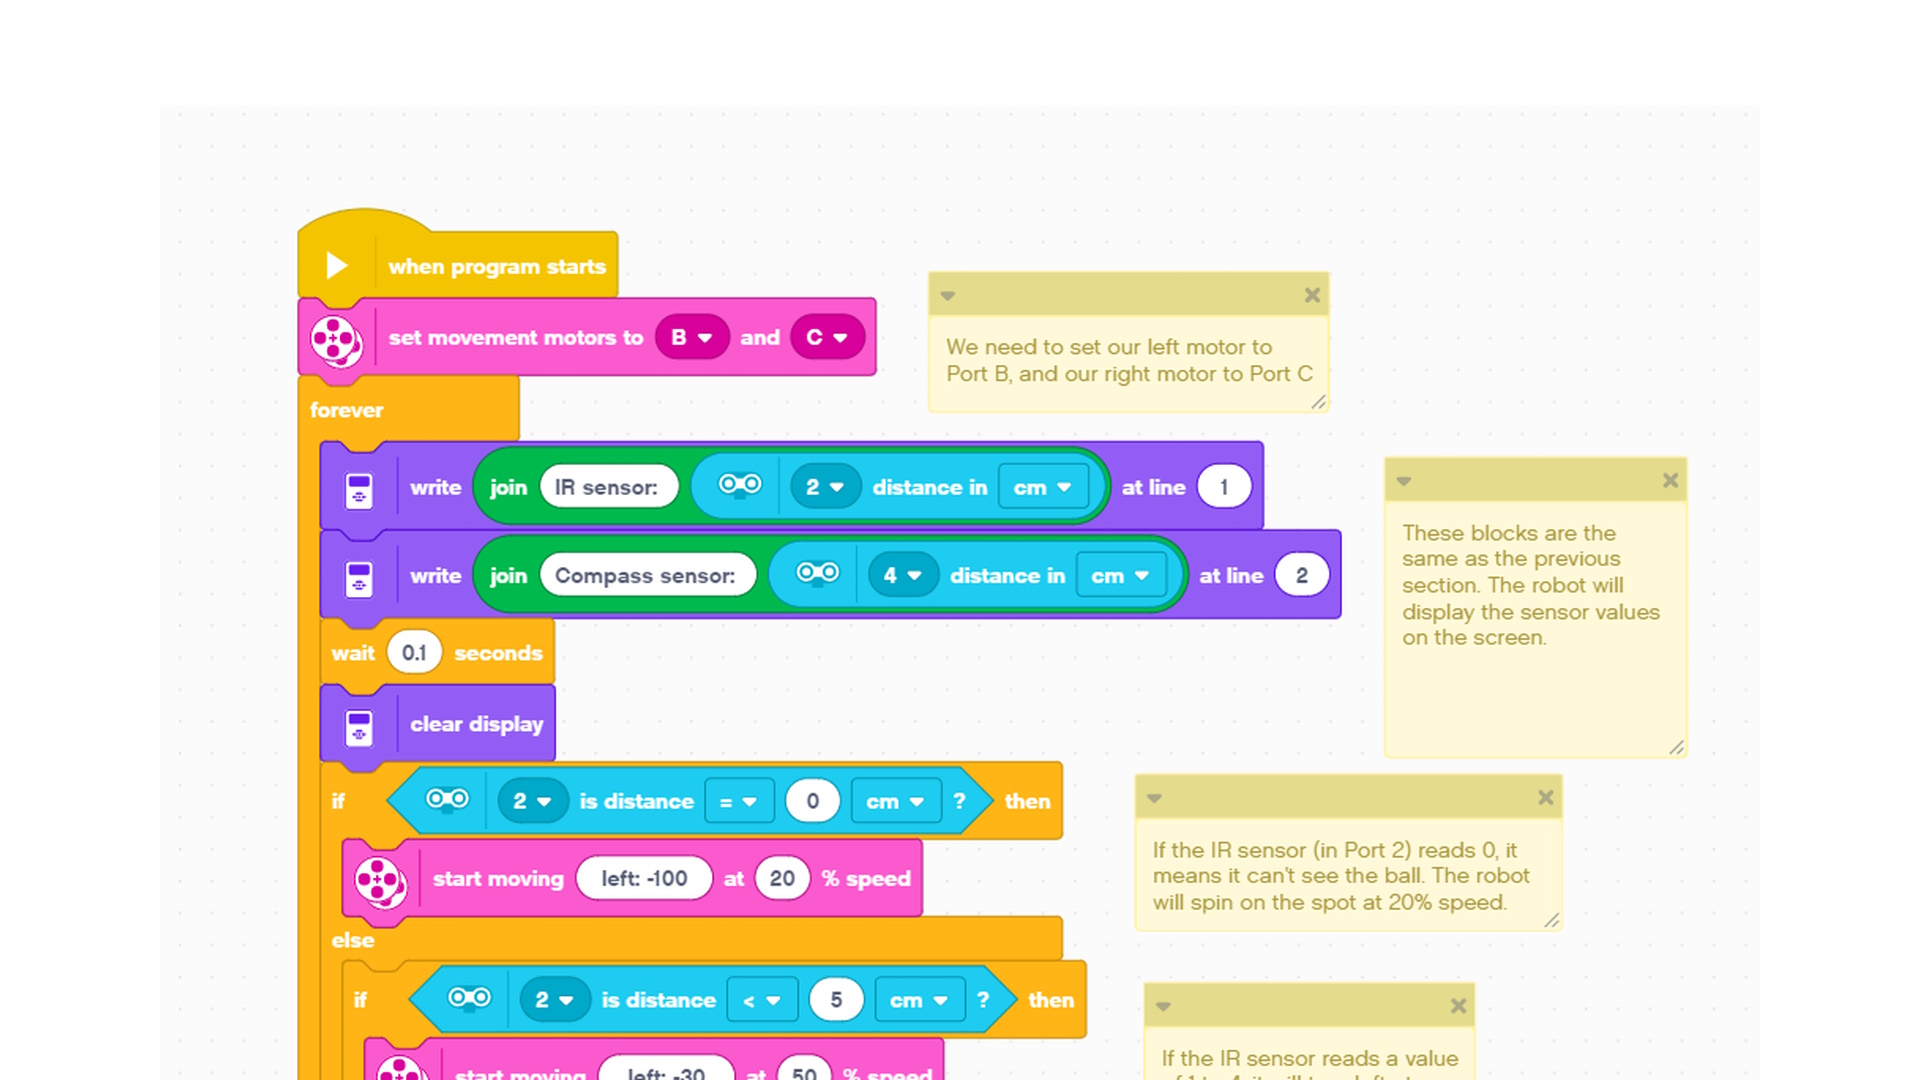 when program starts
set movement motors to B and C
We need to set our left motor to
Port B, and our right motor to Port C
forever
write join IR sensor: 2 distance in cm at line 1
write join Compass sensor: 4 distance in cm at line 2
These blocks are the
same as the previous
section. The robot will
display the sensor values
on the screen.
wait 0.1 seconds
clear display
if 2 is distance = 0 cm ? then
start moving left: -100 at 20 % speed
If the IR sensor (in Port 2) reads 0, it
means it can't see the ball. The robot
will spin on the spot at 20% speed.
else
if 2 is distance < 5 cm ? then
start moving left: -30 at 50 % speed
If the IR sensor reads a value